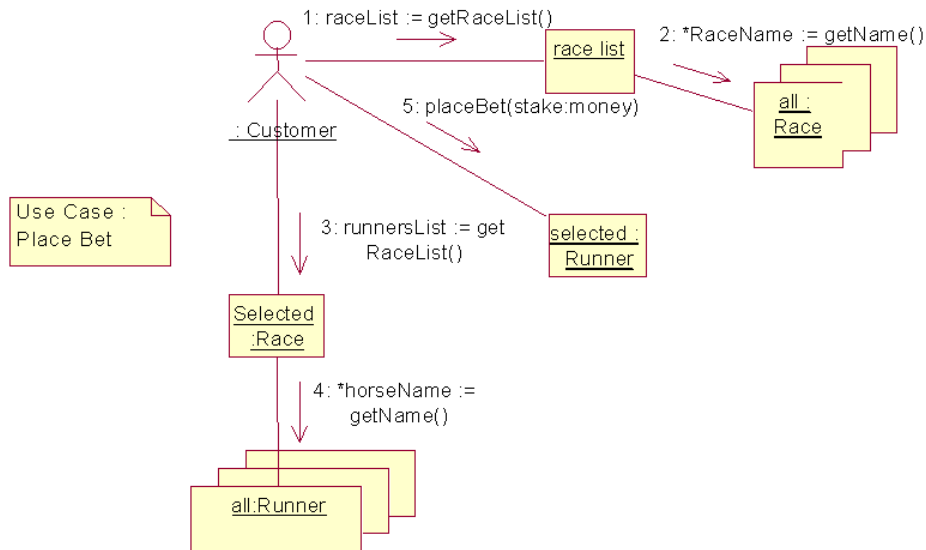 1: raceList := getRaceList()
race list
2: *RaceName := getName()
all :
Race
: Customer
5: placeBet(stake:money)
Use Case :
Place Bet
3: runnersList := get
RaceList()
selected :
Runner
Selected
:Race
4: *horseName :=
getName()
all:Runner